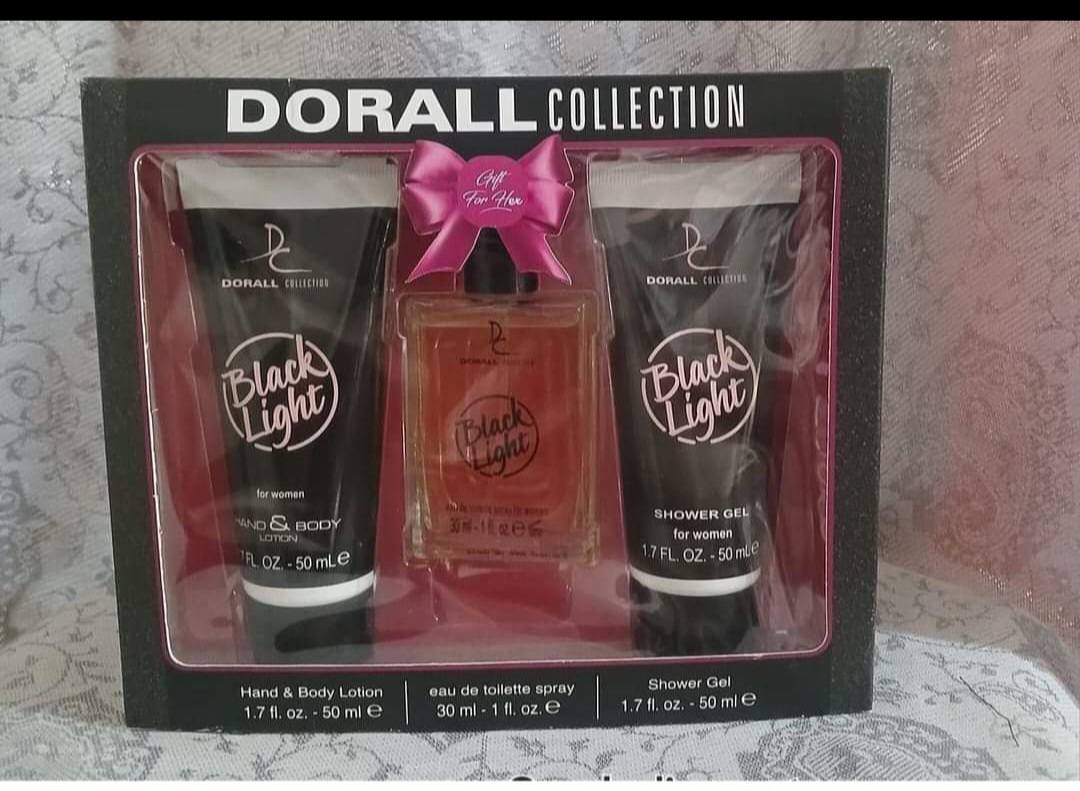 DORALL COLLECTION
Gift
For Her
DC
DORALL COLLECTION
Black
Light
for women
HAND & BODY
LOTION
FL. OZ. - 50 mL e
DC
Black
Light
30 ml - 1 fl. oz e
DC
DORALL COLLECTION
Black
Light
SHOWER GEL
for women
1.7 FL. OZ. - 50 mL e
Hand & Body Lotion
1.7 fl. oz. - 50 ml e
eau de toilette spray
30 ml - 1 fl. oz. e
Shower Gel
1.7 fl. oz. - 50 ml e